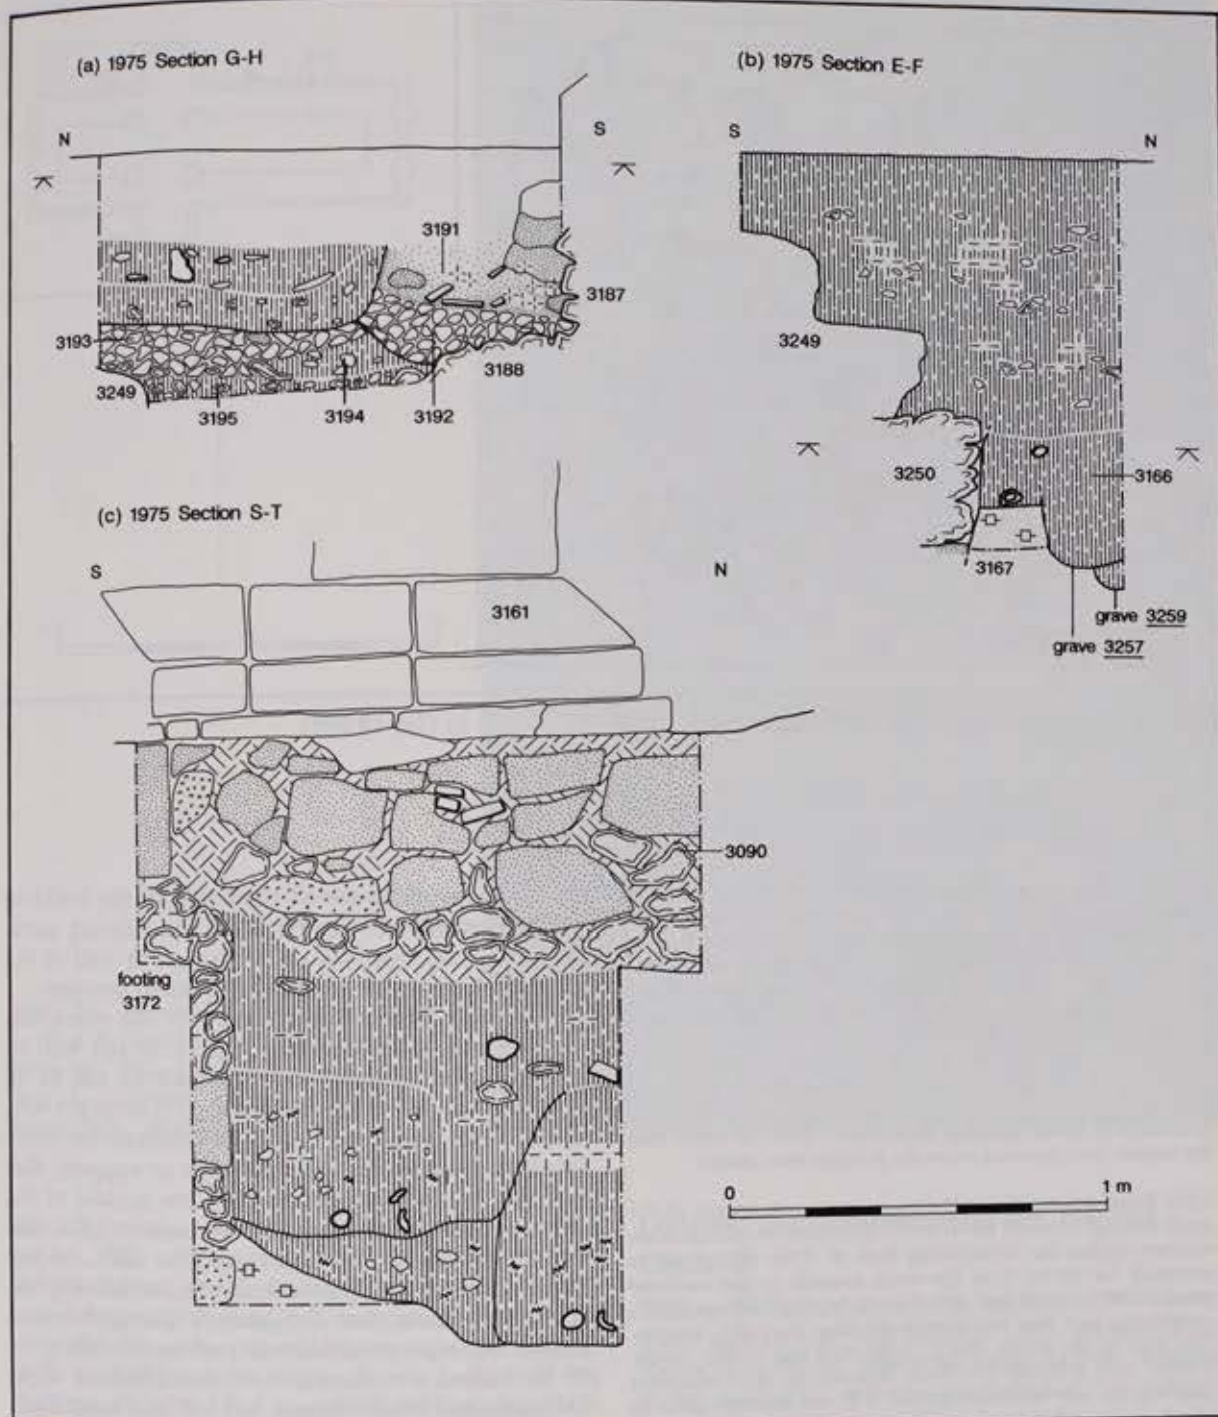 (a) 1975 Section G-H
N
S
3191
3187
3193
3249
3195
3194
3192
3188
(b) 1975 Section E-F
S
N
3249
3250
3166
3167
grave 3259
grave 3257
(c) 1975 Section S-T
S
N
3161
3090
footing
3172
0
1 m